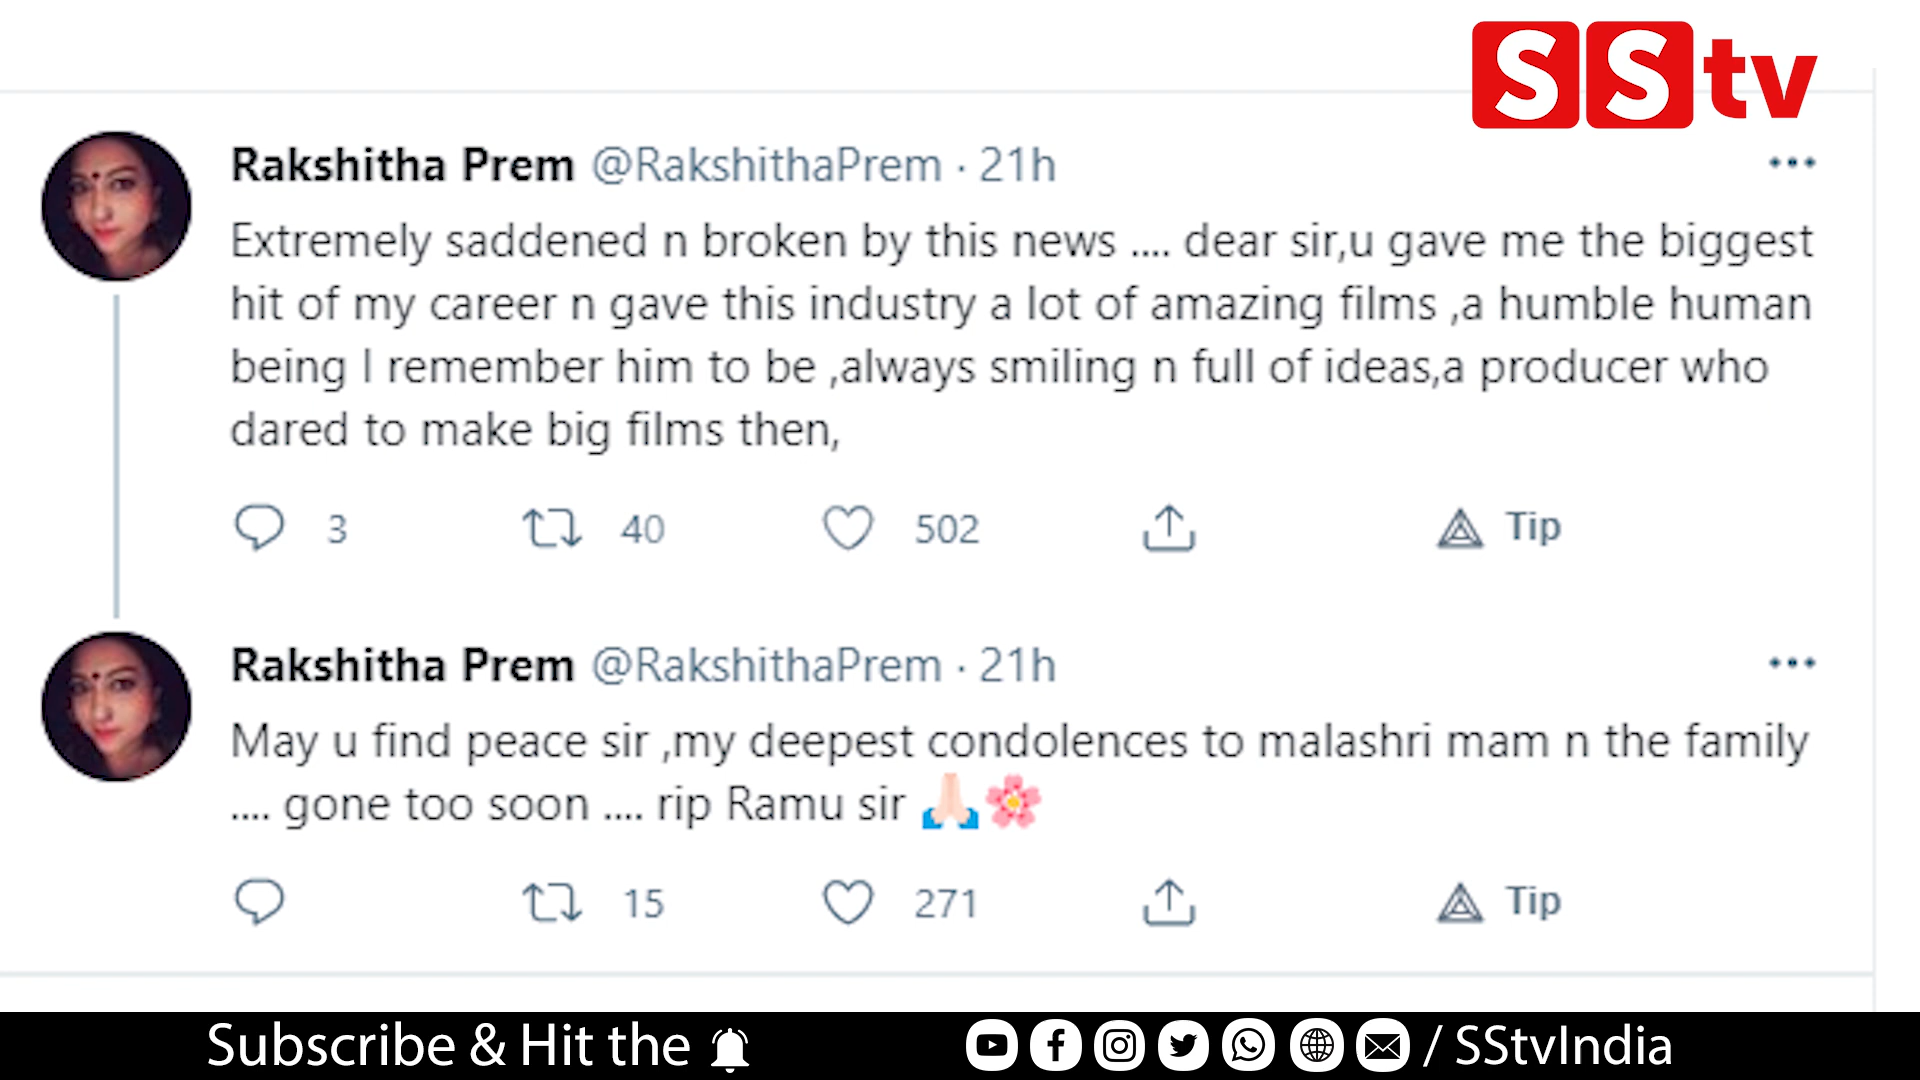 SStv
Rakshitha Prem @RakshithaPrem · 21h
Extremely saddened n broken by this news .... dear sir,u gave me the biggest
hit of my career n gave this industry a lot of amazing films ,a humble human
being I remember him to be ,always smiling n full of ideas,a producer who
dared to make big films then,
3 40 502 Tip
Rakshitha Prem @RakshithaPrem · 21h
May u find peace sir ,my deepest condolences to malashri mam n the family
.... gone too soon .... rip Ramu sir 🙏🏻🌸
15 271 Tip
Subscribe & Hit the / SStvIndia